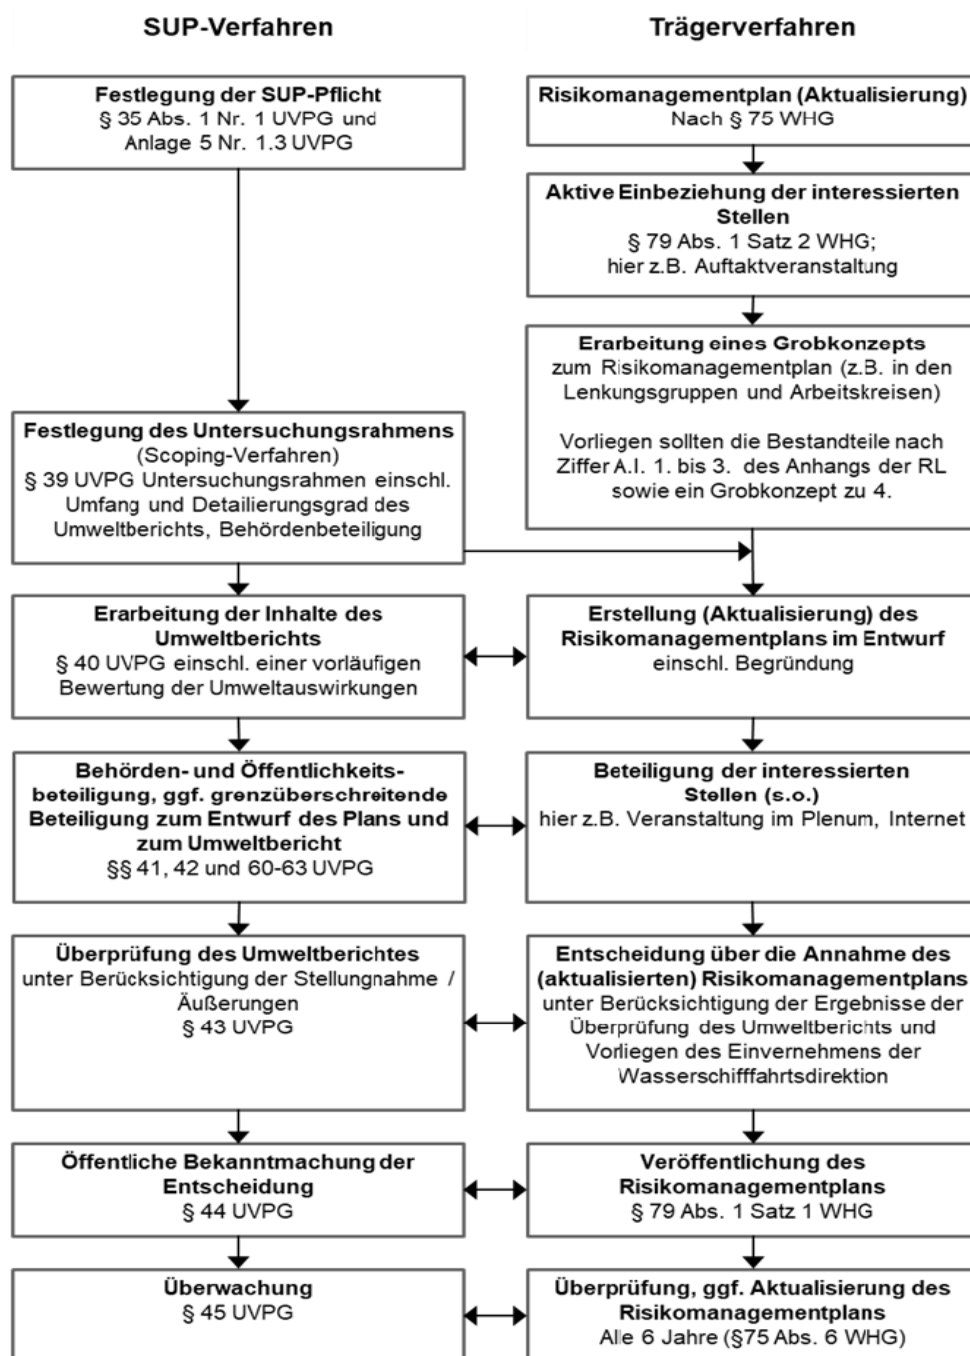 SUP-Verfahren
Festlegung der SUP-Pflicht
§ 35 Abs. 1 Nr. 1 UVPG und
Anlage 5 Nr. 1.3 UVPG
Festlegung des Untersuchungsrahmens
(Scoping-Verfahren)
§ 39 UVPG Untersuchungsrahmen einschl.
Umfang und Detailierungsgrad des
Umweltberichts, Behördenbeteiligung
Erarbeitung der Inhalte des
Umweltberichts
§ 40 UVPG einschl. einer vorläufigen
Bewertung der Umweltauswirkungen
Behörden- und Öffentlichkeits-
beteiligung, ggf. grenzüberschreitende
Beteiligung zum Entwurf des Plans und
zum Umweltbericht
§§ 41, 42 und 60-63 UVPG
Überprüfung des Umweltberichtes
unter Berücksichtigung der Stellungnahme /
Äußerungen
§ 43 UVPG
Öffentliche Bekanntmachung der
Entscheidung
§ 44 UVPG
Überwachung
§ 45 UVPG
Trägerverfahren
Risikomanagementplan (Aktualisierung)
Nach § 75 WHG
Aktive Einbeziehung der interessierten
Stellen
§ 79 Abs. 1 Satz 2 WHG;
hier z.B. Auftaktveranstaltung
Erarbeitung eines Grobkonzepts
zum Risikomanagementplan (z.B. in den
Lenkungsgruppen und Arbeitskreisen)
Vorliegen sollten die Bestandteile nach
Ziffer A.I. 1. bis 3. des Anhangs der RL
sowie ein Grobkonzept zu 4.
Erstellung (Aktualisierung) des
Risikomanagementplans im Entwurf
einschl. Begründung
Beteiligung der interessierten
Stellen (s.o.)
hier z.B. Veranstaltung im Plenum, Internet
Entscheidung über die Annahme des
(aktualisierten) Risikomanagementplans
unter Berücksichtigung der Ergebnisse der
Überprüfung des Umweltberichts und
Vorliegen des Einvernehmens der
Wasserschifffahrtsdirektion
Veröffentlichung des
Risikomanagementplans
§ 79 Abs. 1 Satz 1 WHG
Überprüfung, ggf. Aktualisierung des
Risikomanagementplans
Alle 6 Jahre (§75 Abs. 6 WHG)